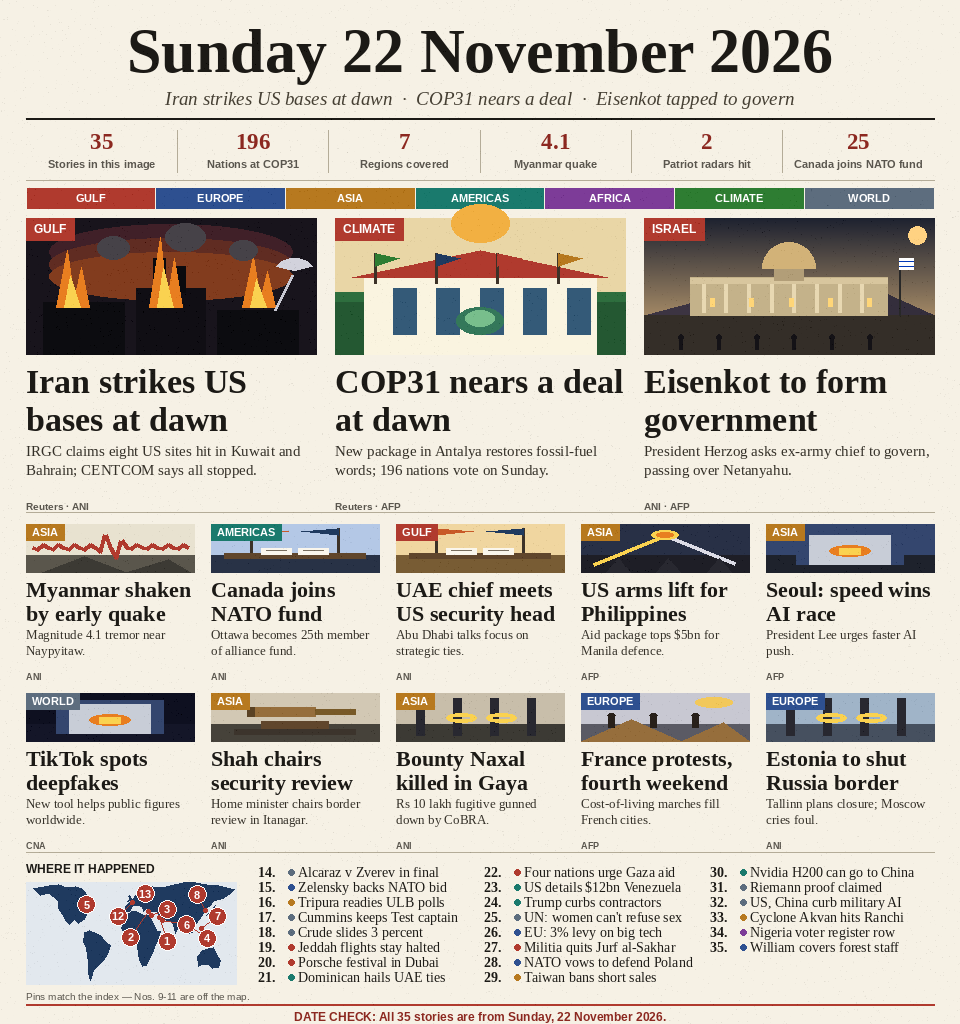 Sunday 22 November 2026
Iran strikes US bases at dawn · COP31 nears a deal · Eisenkot tapped to govern
35
Stories in this image
196
Nations at COP31
7
Regions covered
4.1
Myanmar quake
2
Patriot radars hit
25
Canada joins NATO fund
GULF
EUROPE
ASIA
AMERICAS
AFRICA
CLIMATE
WORLD
GULF
Iran strikes US
bases at dawn
IRGC claims eight US sites hit in Kuwait and
Bahrain; CENTCOM says all stopped.
Reuters · ANI
CLIMATE
COP31 nears a deal
at dawn
New package in Antalya restores fossil-fuel
words; 196 nations vote on Sunday.
Reuters · AFP
ISRAEL
Eisenkot to form
government
President Herzog asks ex-army chief to govern,
passing over Netanyahu.
ANI · AFP
ASIA
Myanmar shaken
by early quake
Magnitude 4.1 tremor near
Naypyitaw.
ANI
AMERICAS
Canada joins
NATO fund
Ottawa becomes 25th member
of alliance fund.
ANI
GULF
UAE chief meets
US security head
Abu Dhabi talks focus on
strategic ties.
ANI
ASIA
US arms lift for
Philippines
Aid package tops $5bn for
Manila defence.
AFP
ASIA
Seoul: speed wins
AI race
President Lee urges faster AI
push.
AFP
WORLD
TikTok spots
deepfakes
New tool helps public figures
worldwide.
CNA
ASIA
Shah chairs
security review
Home minister chairs border
review in Itanagar.
ANI
ASIA
Bounty Naxal
killed in Gaya
Rs 10 lakh fugitive gunned
down by CoBRA.
ANI
EUROPE
France protests,
fourth weekend
Cost-of-living marches fill
French cities.
AFP
EUROPE
Estonia to shut
Russia border
Tallinn plans closure; Moscow
cries foul.
ANI
WHERE IT HAPPENED
5
13
8
12
3
6
7
2
1
4
Pins match the index — Nos. 9-11 are off the map.
14. Alcaraz v Zverev in final
15. Zelensky backs NATO bid
16. Tripura readies ULB polls
17. Cummins keeps Test captain
18. Crude slides 3 percent
19. Jeddah flights stay halted
20. Porsche festival in Dubai
21. Dominican hails UAE ties
22. Four nations urge Gaza aid
23. US details $12bn Venezuela
24. Trump curbs contractors
25. UN: women can't refuse sex
26. EU: 3% levy on big tech
27. Militia quits Jurf al-Sakhar
28. NATO vows to defend Poland
29. Taiwan bans short sales
30. Nvidia H200 can go to China
31. Riemann proof claimed
32. US, China curb military AI
33. Cyclone Akvan hits Ranchi
34. Nigeria voter register row
35. William covers forest staff
DATE CHECK: All 35 stories are from Sunday, 22 November 2026.